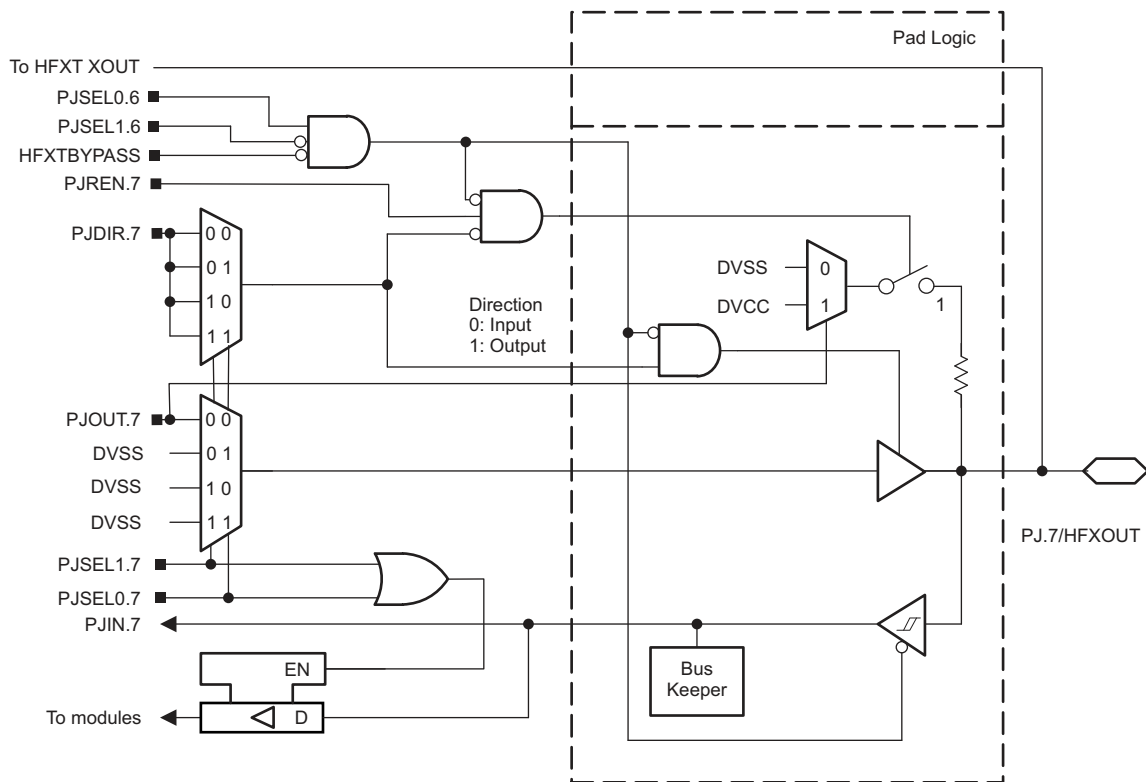 Pad Logic
To HFXT XOUT
PJSEL0.6
PJSEL1.6
HFXTBYPASS
PJREN.7
PJDIR.7
0 0
0 1
1 0
1 1
Direction
0: Input
1: Output
DVSS
0
DVCC
1
1
PJOUT.7
0 0
DVSS
0 1
DVSS
1 0
DVSS
1 1
PJ.7/HFXOUT
PJSEL1.7
PJSEL0.7
PJIN.7
EN
Bus
Keeper
D
To modules